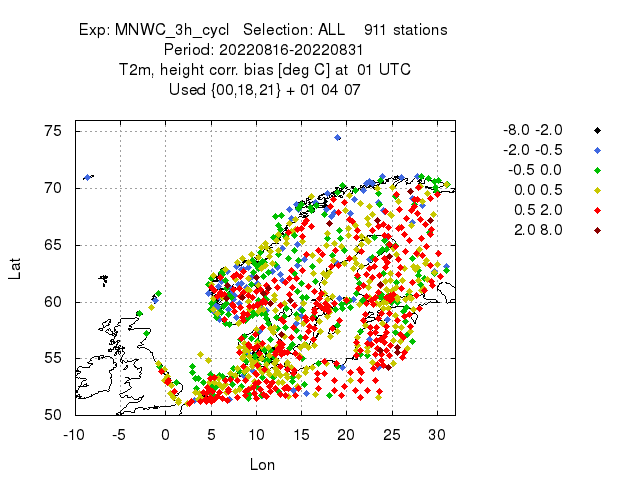 Exp: MNWC_3h_cycl Selection: ALL 911 stations
Period: 20220816-20220831
T2m, height corr. bias [deg C] at 01 UTC
Used {00,18,21} + 01 04 07
-8.0 -2.0
-2.0 -0.5
-0.5 0.0
0.0 0.5
0.5 2.0
2.0 8.0
75
70
65
60
55
50
Lat
-10 -5 0 5 10 15 20 25 30
Lon